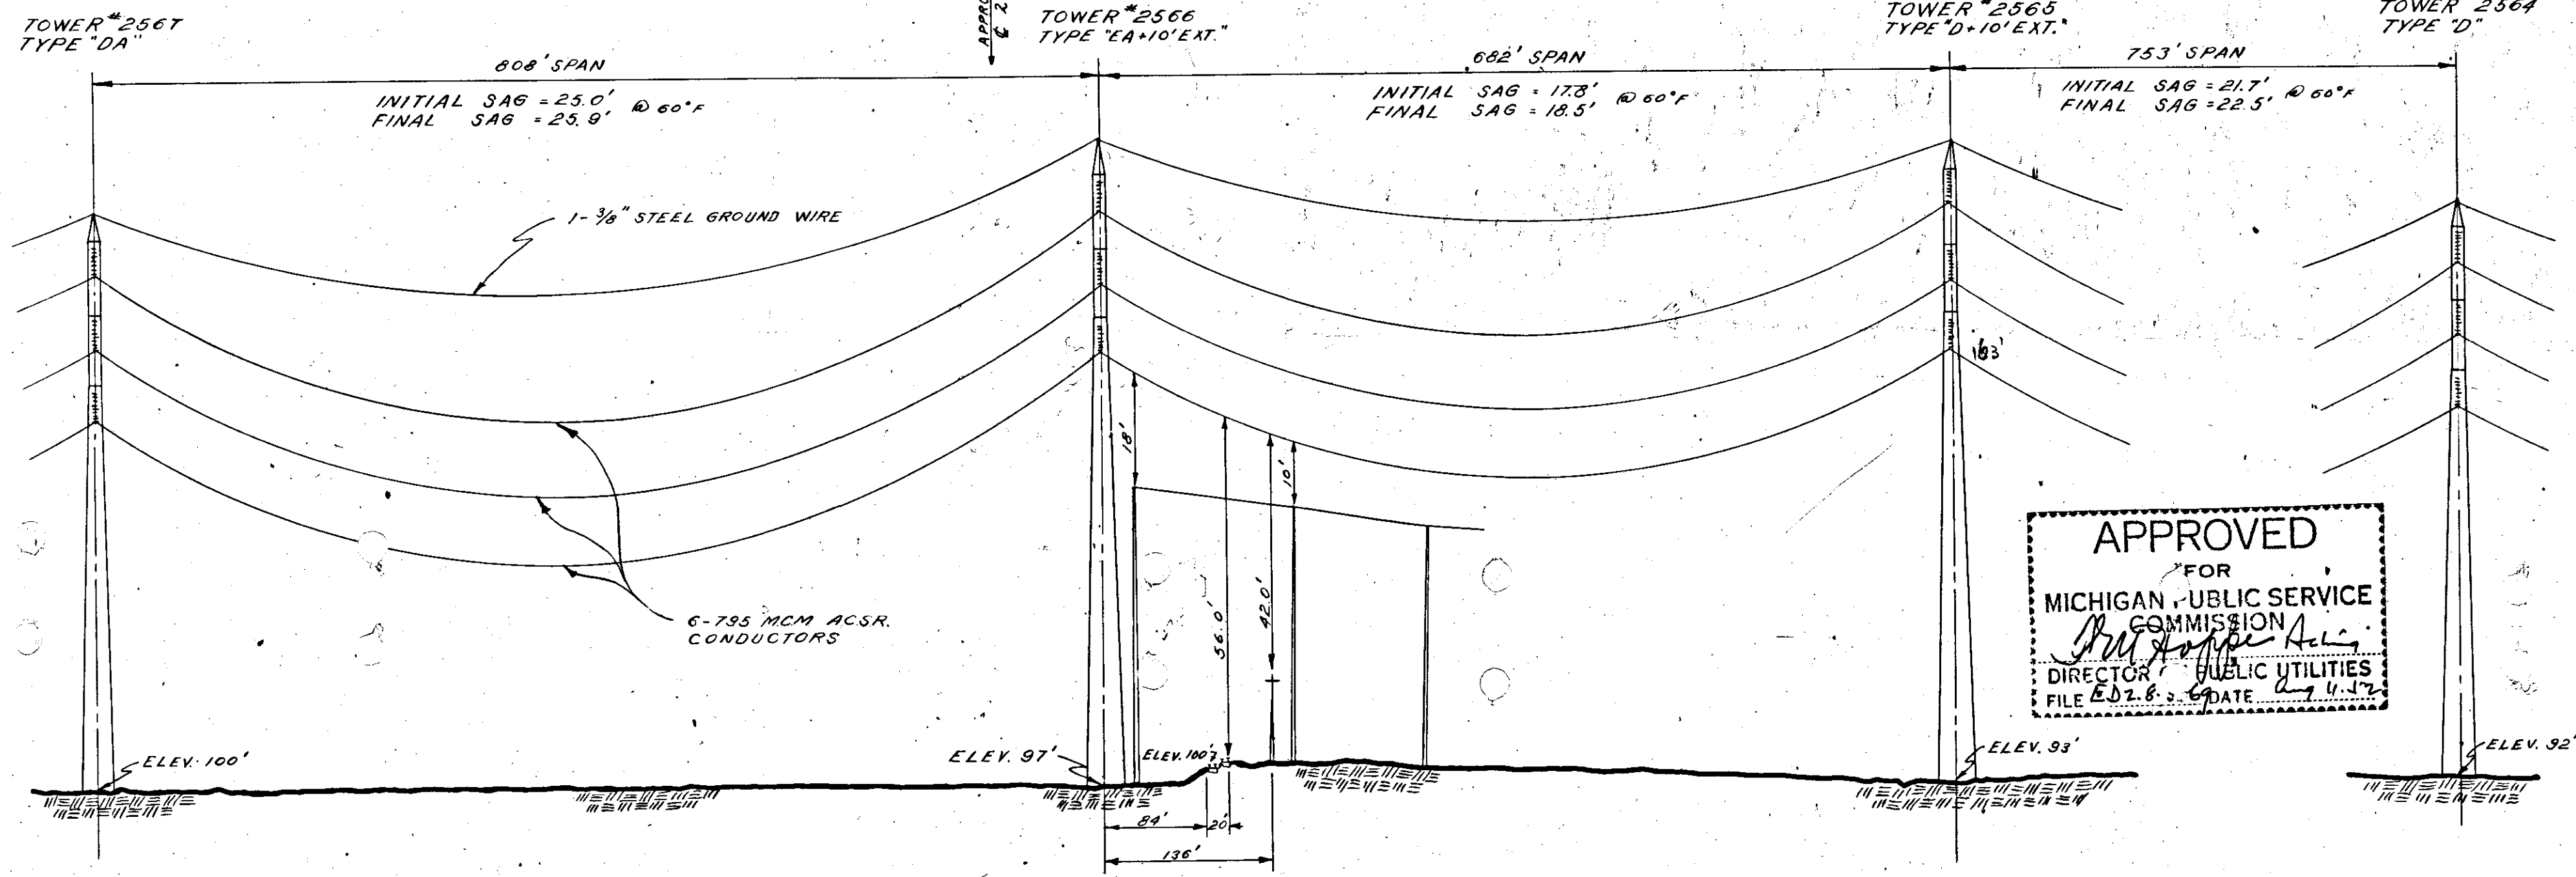 TOWER #2567
TYPE "DA"
TOWER #2566
TYPE "EA+10' EXT."
TOWER #2565
TYPE "D+10' EXT."
TOWER 2564
TYPE "D"
808' SPAN
682' SPAN
753' SPAN
INITIAL SAG = 25.0' @ 60°F
FINAL SAG = 25.9'
INITIAL SAG = 17.8' @ 60°F
FINAL SAG = 18.5'
INITIAL SAG = 21.7' @ 60°F
FINAL SAG = 22.5'
1-3/8" STEEL GROUND WIRE
6-795 MCM ACSR.
CONDUCTORS
18'
56.0'
42.0'
10'
ELEV. 100'
ELEV. 97'
ELEV. 100'
ELEV. 93'
ELEV. 92'
84'
20'
136'
APPROVED
FOR
MICHIGAN PUBLIC SERVICE
COMMISSION
DIRECTOR PUBLIC UTILITIES
FILE DATE